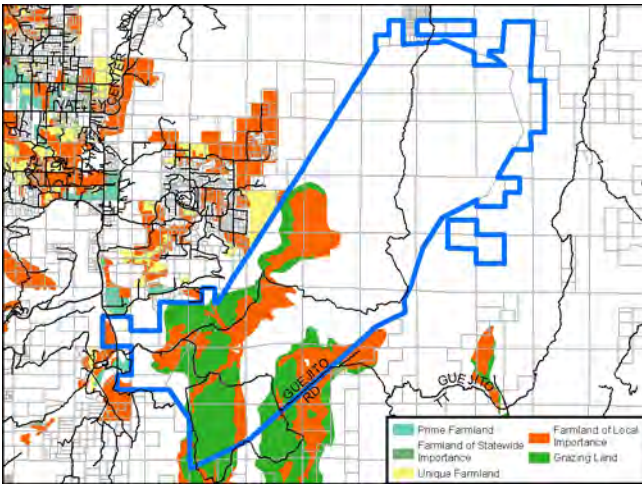 VALLEY CENTER
GUEJITO
RD
GUEJITO
Prime Farmland
Farmland of Statewide
Importance
Unique Farmland
Farmland of Local
Importance
Grazing Land